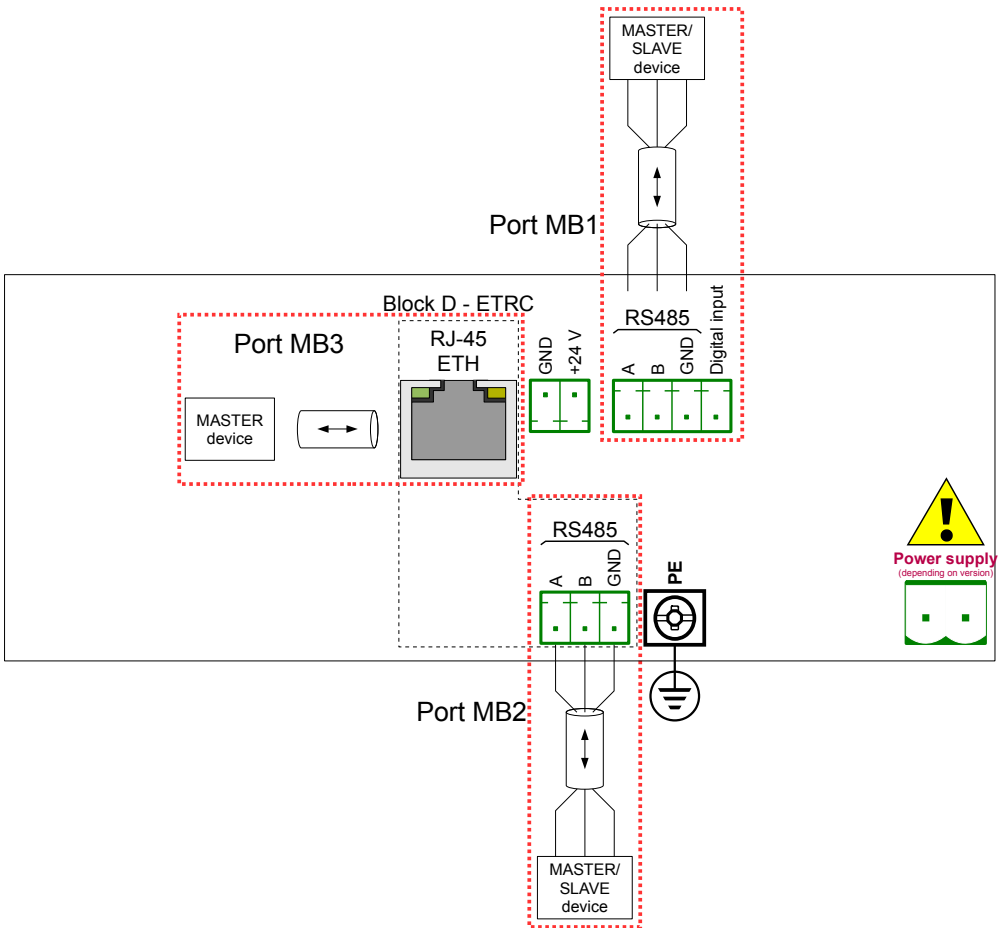 MASTER/
SLAVE
device
Port MB1
Block D - ETRC
Port MB3
RJ-45
ETH
GND
+24 V
RS485
A
B
GND
Digital input
MASTER
device
RS485
A
B
GND
PE
Power supply
(depending on version)
Port MB2
MASTER/
SLAVE
device